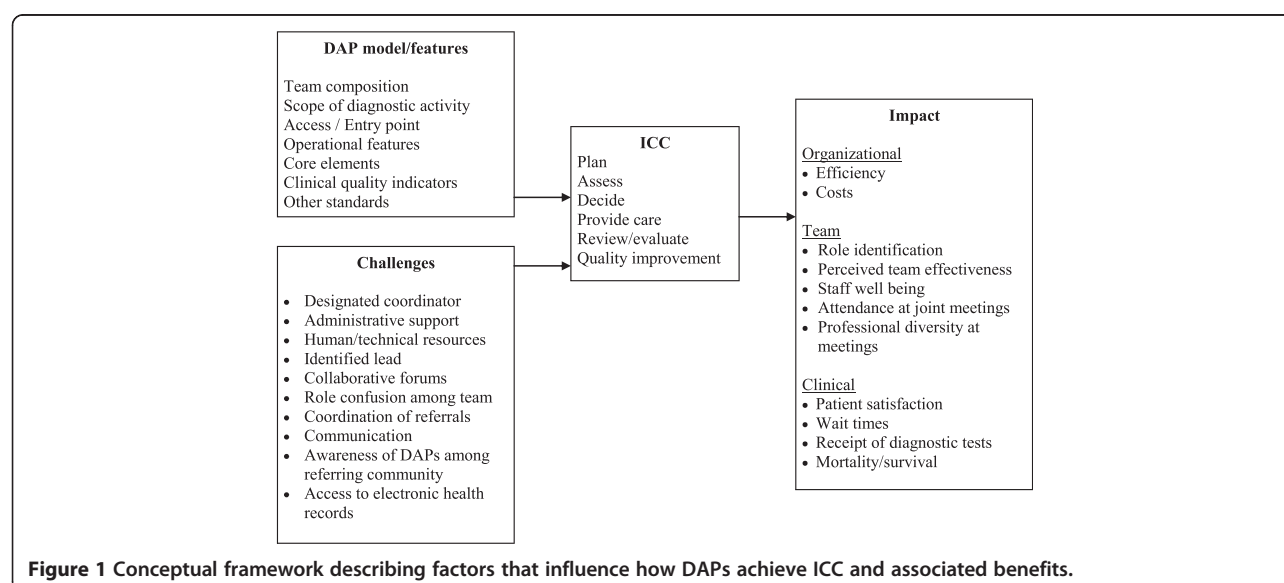 DAP model/features
Team composition
Scope of diagnostic activity
Access / Entry point
Operational features
Core elements
Clinical quality indicators
Other standards
Challenges
• Designated coordinator
• Administrative support
• Human/technical resources
• Identified lead
• Collaborative forums
• Role confusion among team
• Coordination of referrals
• Communication
• Awareness of DAPs among
referring community
• Access to electronic health
records
ICC
Plan
Assess
Decide
Provide care
Review/evaluate
Quality improvement
Impact
Organizational
• Efficiency
• Costs
Team
• Role identification
• Perceived team effectiveness
• Staff well being
• Attendance at joint meetings
• Professional diversity at
meetings
Clinical
• Patient satisfaction
• Wait times
• Receipt of diagnostic tests
• Mortality/survival
Figure 1 Conceptual framework describing factors that influence how DAPs achieve ICC and associated benefits.